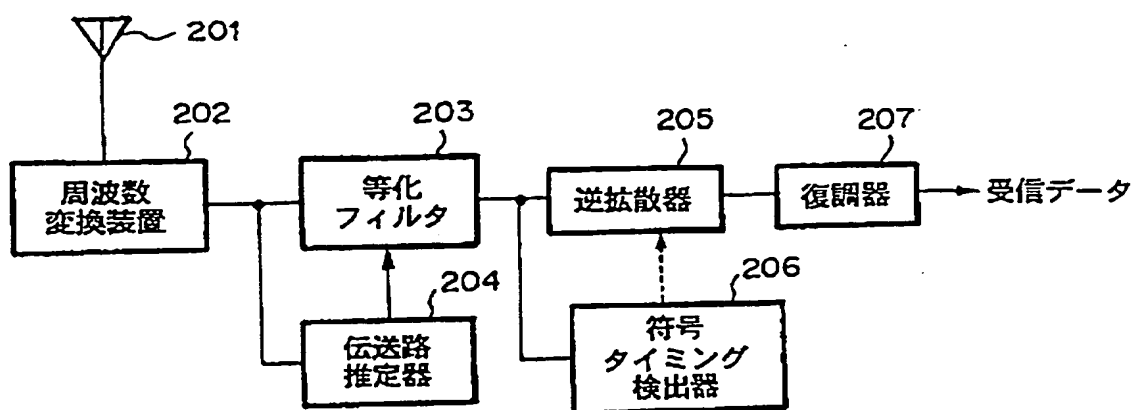 201
202
周波数
変換装置
203
等化
フィルタ
204
伝送路
推定器
205
逆拡散器
206
符号
タイミング
検出器
207
復調器
受信データ